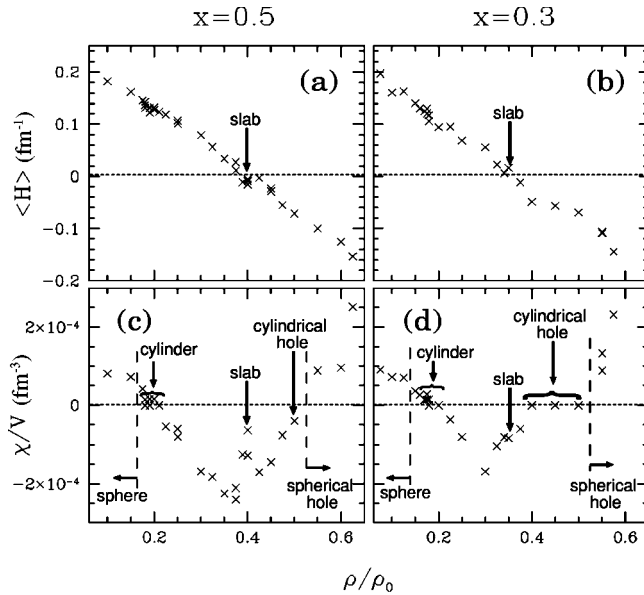 x=0.5 x=0.3
<H> (fm⁻¹)
0.2
0.1
0
-0.1
-0.2
(a)
slab
(b)
slab
χ/V (fm⁻³)
2×10⁻⁴
0
-2×10⁻⁴
(c)
cylinder
slab
cylindrical
hole
sphere
spherical
hole
(d)
cylinder
slab
cylindrical
hole
sphere
spherical
hole
0.2 0.4 0.6 0.2 0.4 0.6
ρ/ρ₀